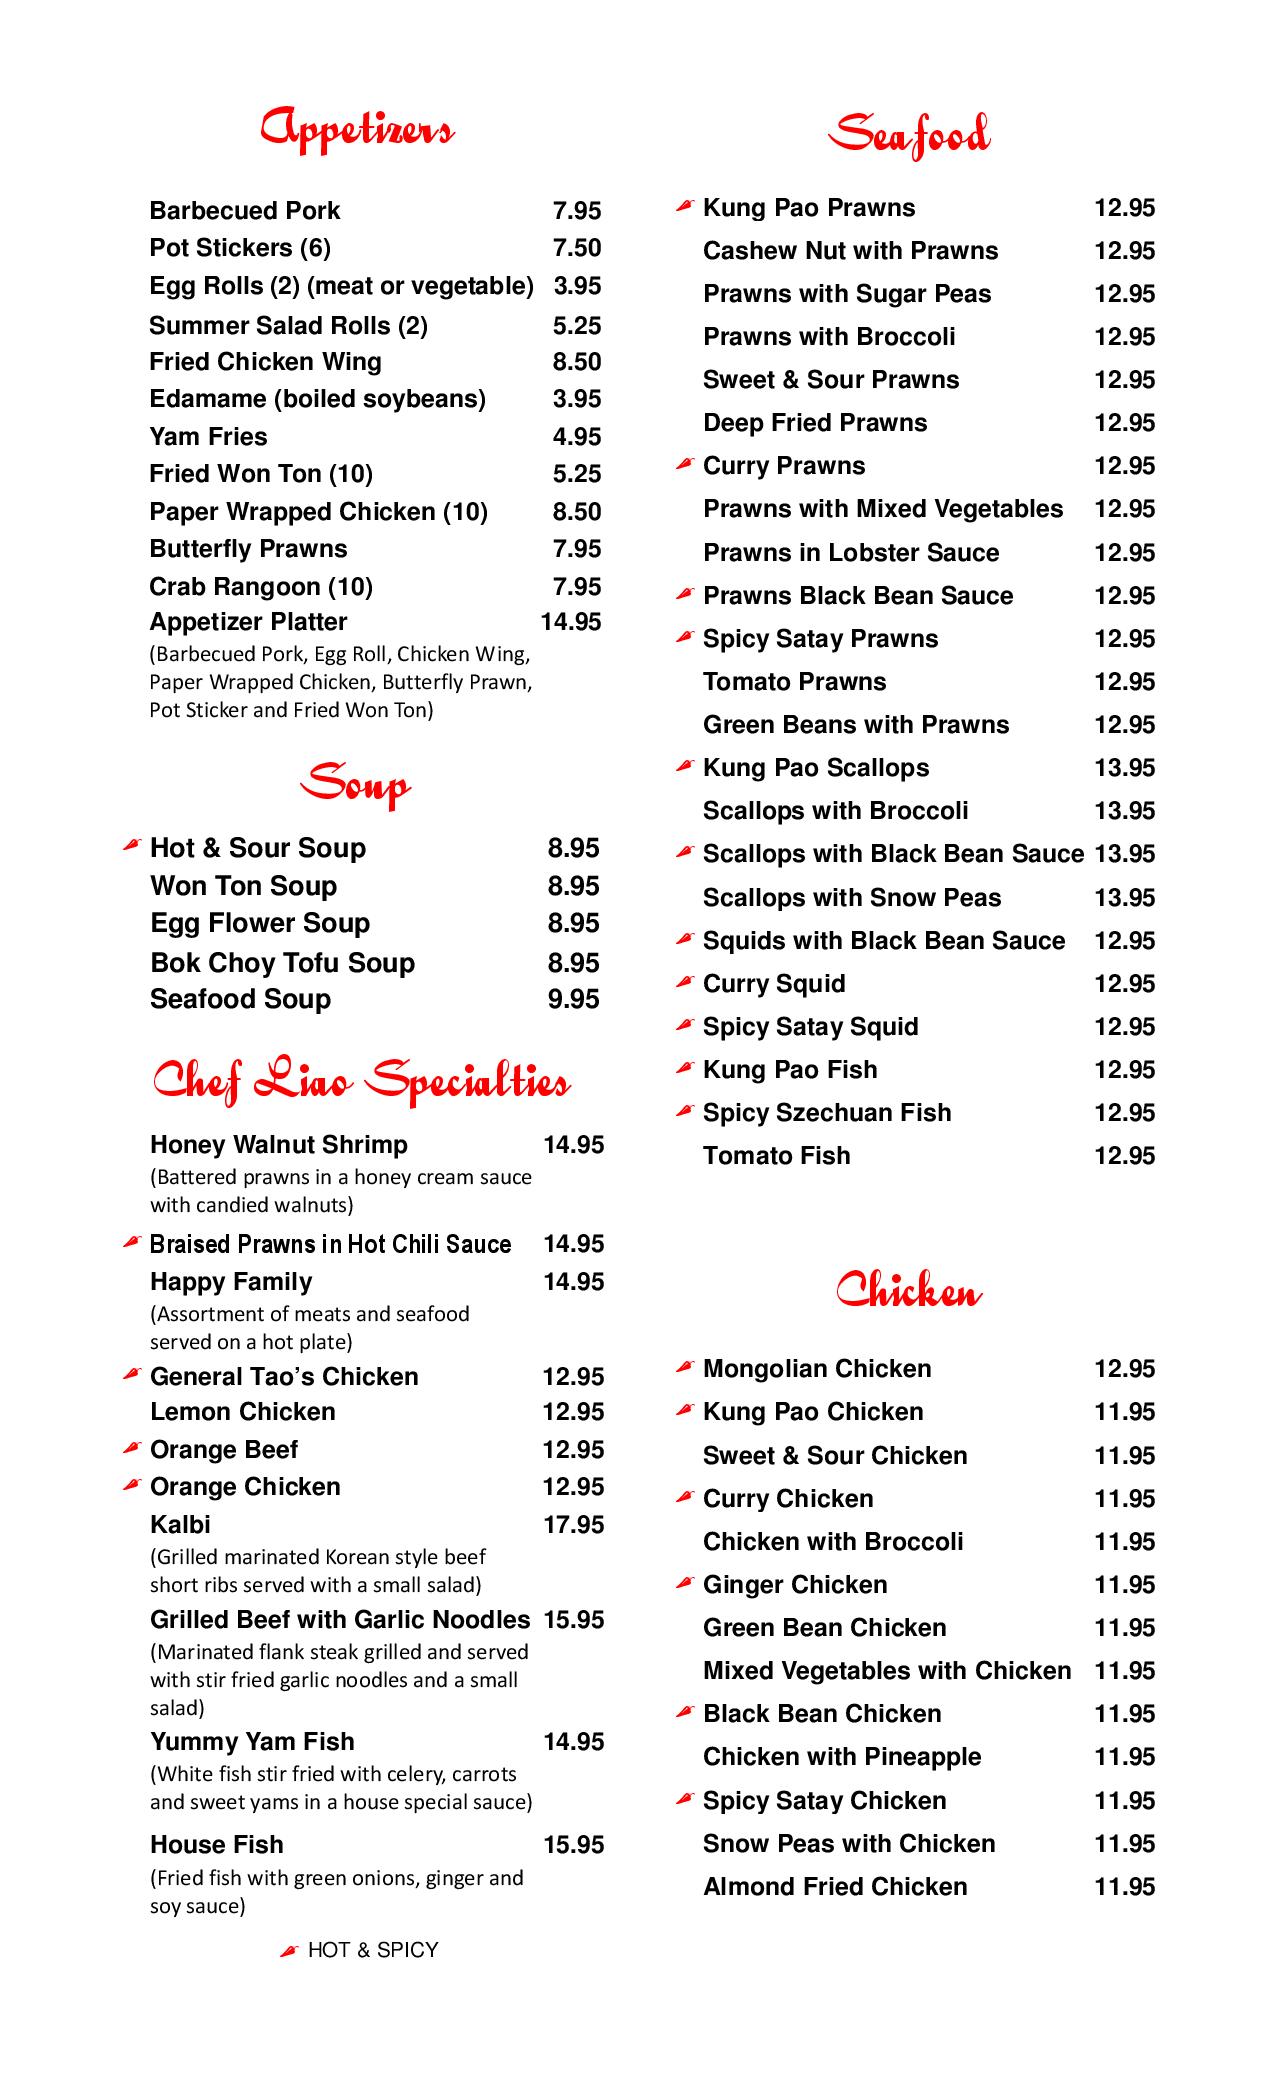 Appetizers
Barbecued Pork 7.95
Pot Stickers (6) 7.50
Egg Rolls (2) (meat or vegetable) 3.95
Summer Salad Rolls (2) 5.25
Fried Chicken Wing 8.50
Edamame (boiled soybeans) 3.95
Yam Fries 4.95
Fried Won Ton (10) 5.25
Paper Wrapped Chicken (10) 8.50
Butterfly Prawns 7.95
Crab Rangoon (10) 7.95
Appetizer Platter 14.95
(Barbecued Pork, Egg Roll, Chicken Wing,
Paper Wrapped Chicken, Butterfly Prawn,
Pot Sticker and Fried Won Ton)
Soup
Hot & Sour Soup 8.95
Won Ton Soup 8.95
Egg Flower Soup 8.95
Bok Choy Tofu Soup 8.95
Seafood Soup 9.95
Chef Liao Specialties
Honey Walnut Shrimp 14.95
(Battered prawns in a honey cream sauce
with candied walnuts)
Braised Prawns in Hot Chili Sauce 14.95
Happy Family 14.95
(Assortment of meats and seafood
served on a hot plate)
General Tao’s Chicken 12.95
Lemon Chicken 12.95
Orange Beef 12.95
Orange Chicken 12.95
Kalbi 17.95
(Grilled marinated Korean style beef
short ribs served with a small salad)
Grilled Beef with Garlic Noodles 15.95
(Marinated flank steak grilled and served
with stir fried garlic noodles and a small
salad)
Yummy Yam Fish 14.95
(White fish stir fried with celery, carrots
and sweet yams in a house special sauce)
House Fish 15.95
(Fried fish with green onions, ginger and
soy sauce)
HOT & SPICY
Seafood
Kung Pao Prawns 12.95
Cashew Nut with Prawns 12.95
Prawns with Sugar Peas 12.95
Prawns with Broccoli 12.95
Sweet & Sour Prawns 12.95
Deep Fried Prawns 12.95
Curry Prawns 12.95
Prawns with Mixed Vegetables 12.95
Prawns in Lobster Sauce 12.95
Prawns Black Bean Sauce 12.95
Spicy Satay Prawns 12.95
Tomato Prawns 12.95
Green Beans with Prawns 12.95
Kung Pao Scallops 13.95
Scallops with Broccoli 13.95
Scallops with Black Bean Sauce 13.95
Scallops with Snow Peas 13.95
Squids with Black Bean Sauce 12.95
Curry Squid 12.95
Spicy Satay Squid 12.95
Kung Pao Fish 12.95
Spicy Szechuan Fish 12.95
Tomato Fish 12.95
Chicken
Mongolian Chicken 12.95
Kung Pao Chicken 11.95
Sweet & Sour Chicken 11.95
Curry Chicken 11.95
Chicken with Broccoli 11.95
Ginger Chicken 11.95
Green Bean Chicken 11.95
Mixed Vegetables with Chicken 11.95
Black Bean Chicken 11.95
Chicken with Pineapple 11.95
Spicy Satay Chicken 11.95
Snow Peas with Chicken 11.95
Almond Fried Chicken 11.95